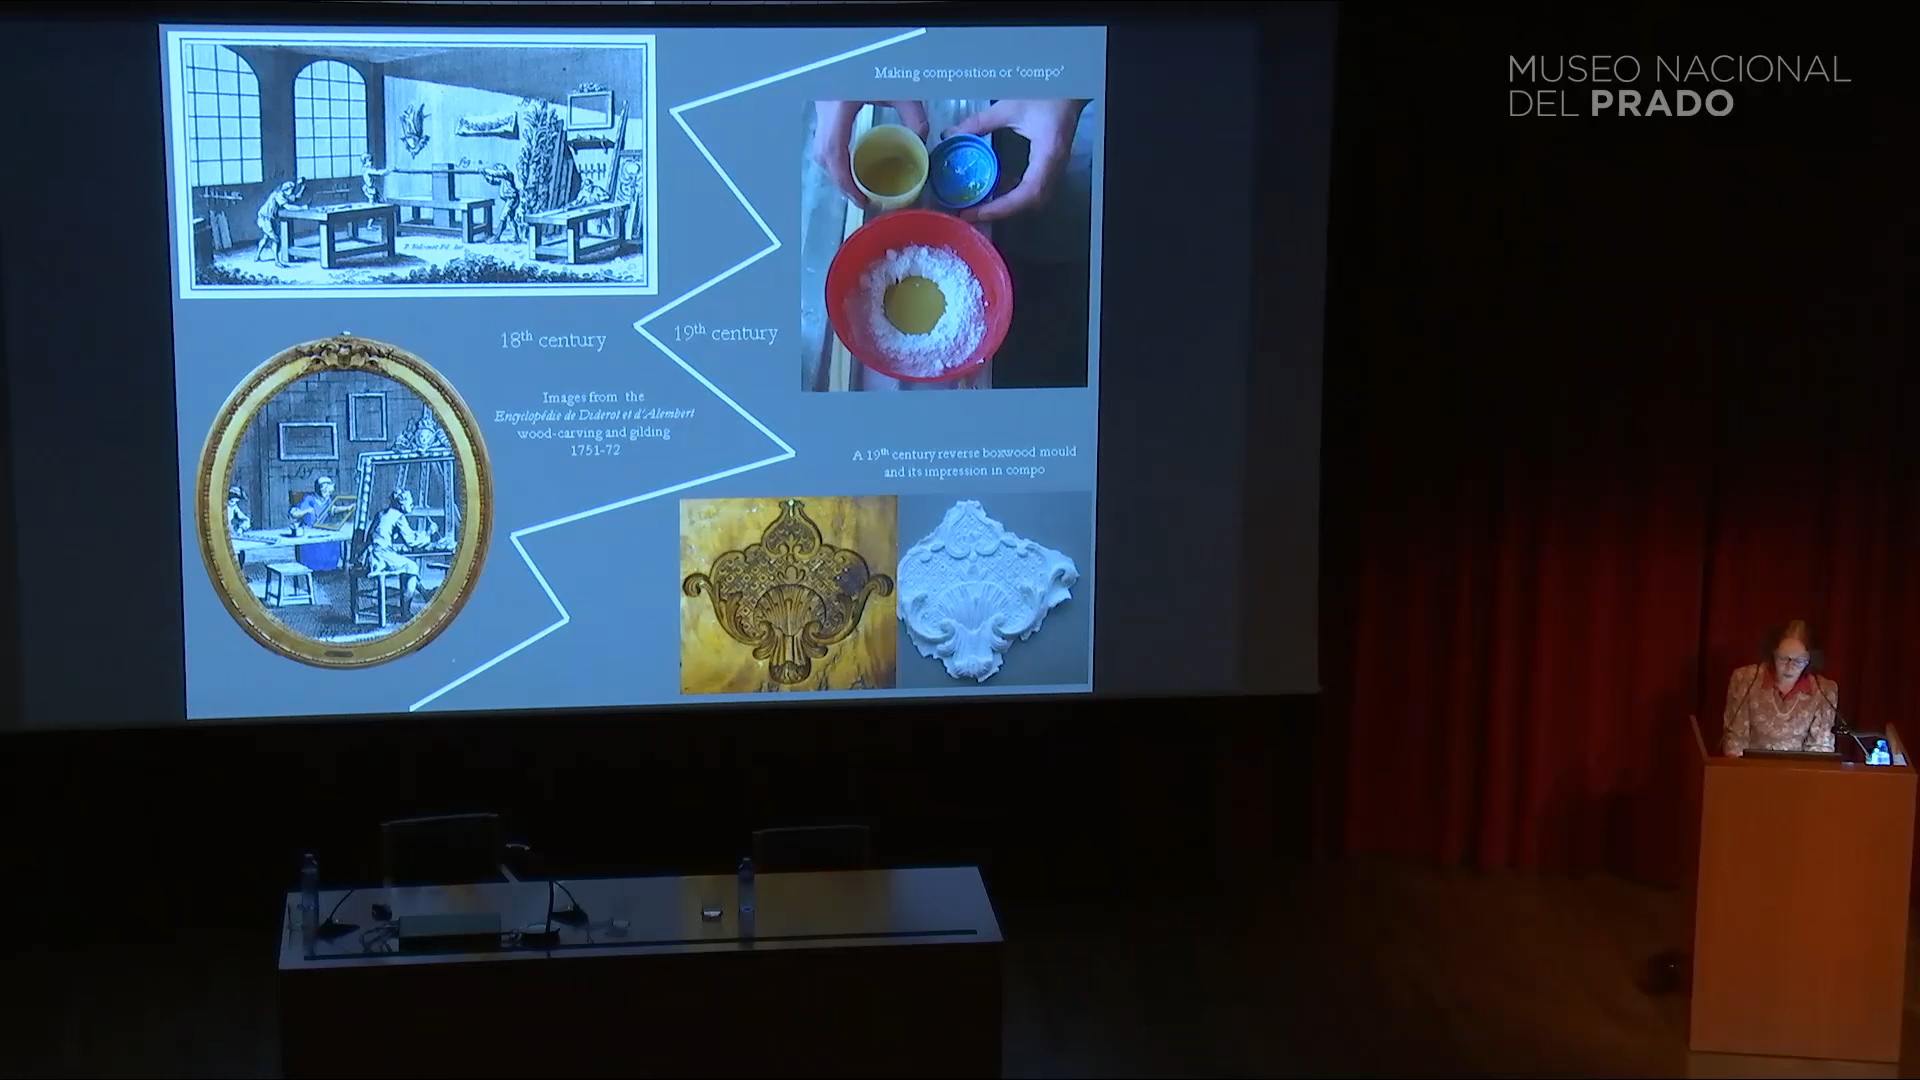 MUSEO NACIONAL
DEL PRADO
Making composition or 'compo'
18th century
19th century
Images from the
Encyclopédie de Diderot et d'Alembert
wood-carving and gilding
1751-72
A 19th century reverse boxwood mould
and its impression in compo